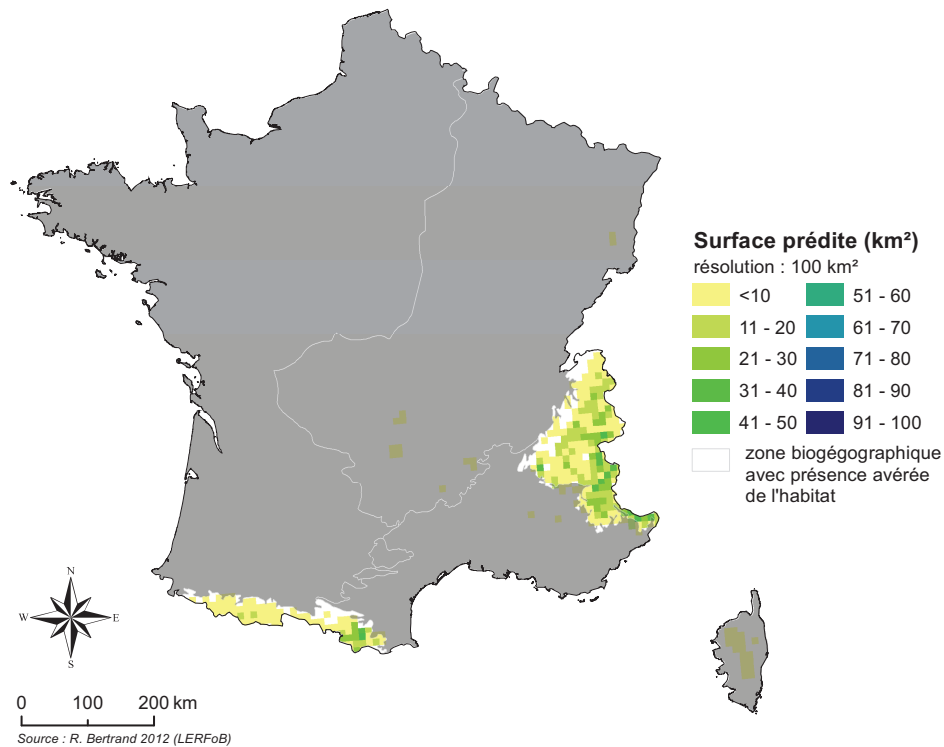 Surface prédite (km²)
résolution : 100 km²
<10
11 - 20
21 - 30
31 - 40
41 - 50
51 - 60
61 - 70
71 - 80
81 - 90
91 - 100
zone biogégographique
avec présence avérée
de l'habitat
N
W
E
S
0 100 200 km
Source : R. Bertrand 2012 (LERFoB)